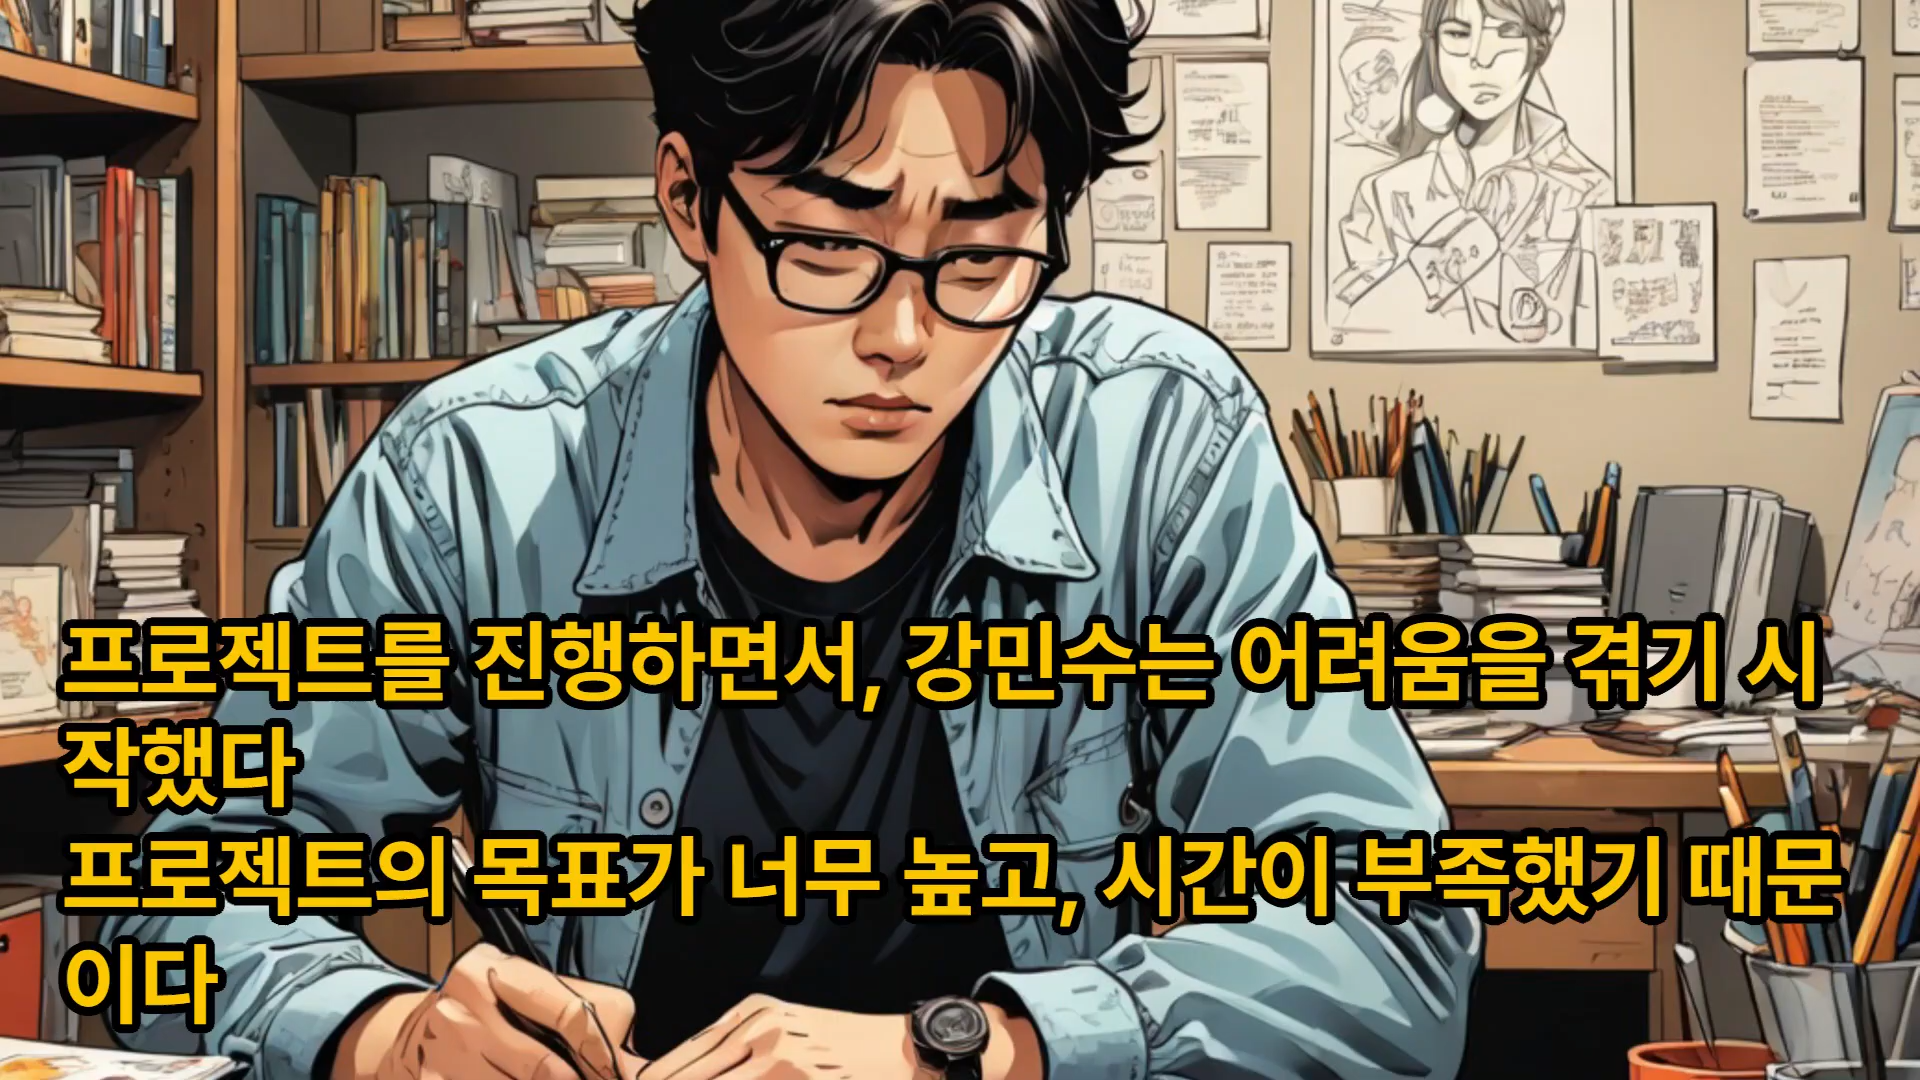 프로젝트를 진행하면서, 강민수는 어려움을 겪기 시
작했다
프로젝트의 목표가 너무 높고, 시간이 부족했기 때문
이다